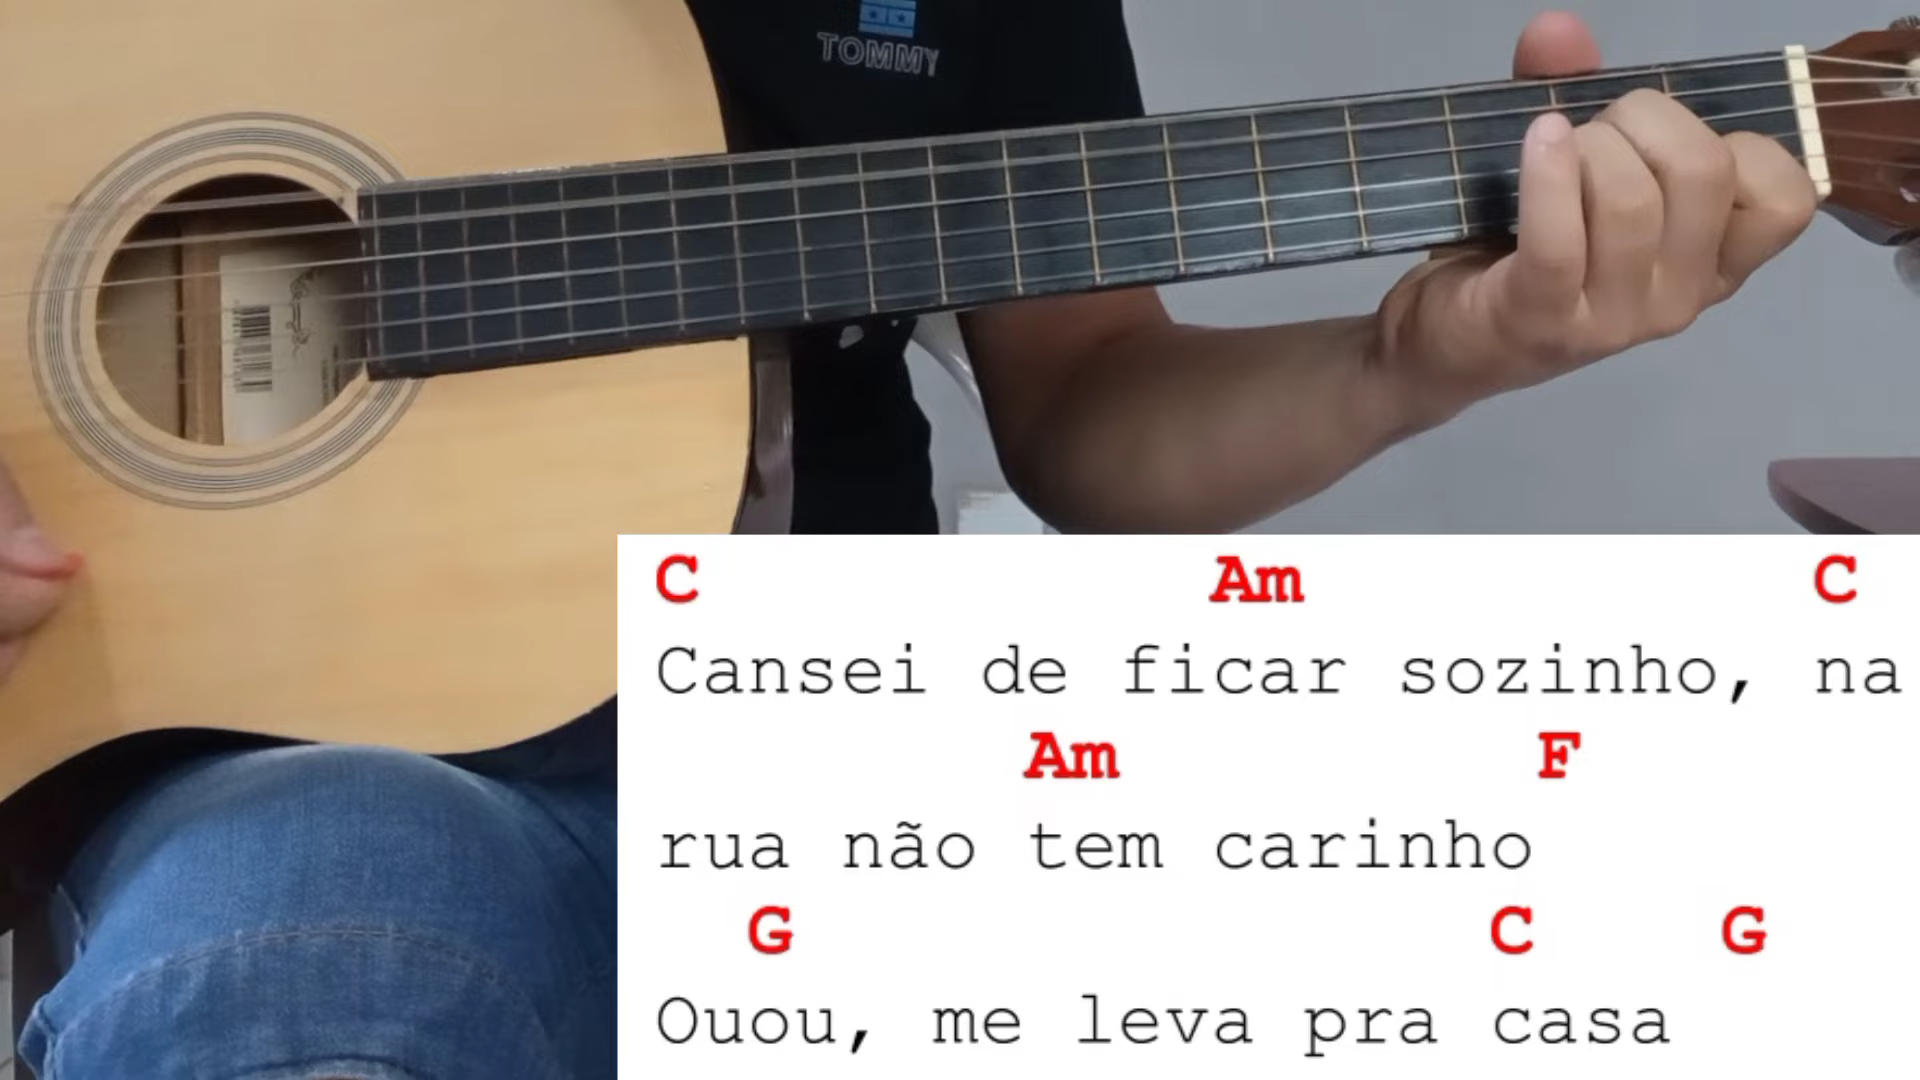 TOMMY
C Am C
Cansei de ficar sozinho, na
Am F
rua não tem carinho
G C G
Ouou, me leva pra casa